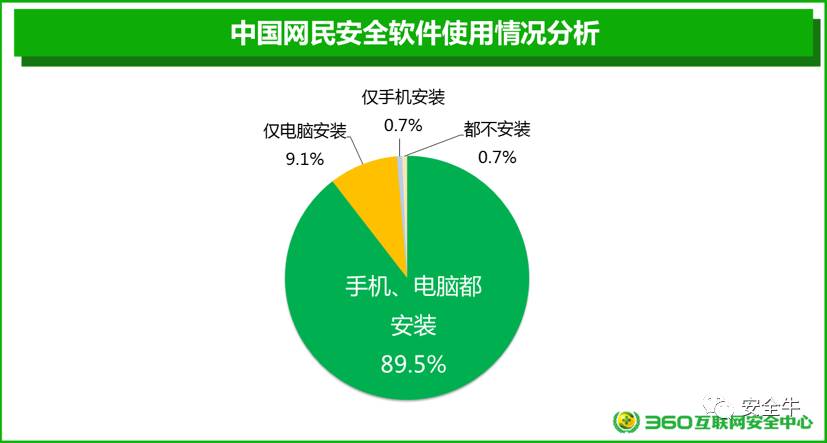 中国网民安全软件使用情况分析
仅手机安装
0.7%
仅电脑安装
9.1%
都不安装
0.7%
手机、电脑都
安装
89.5%
安全牛
360互联网安全中心